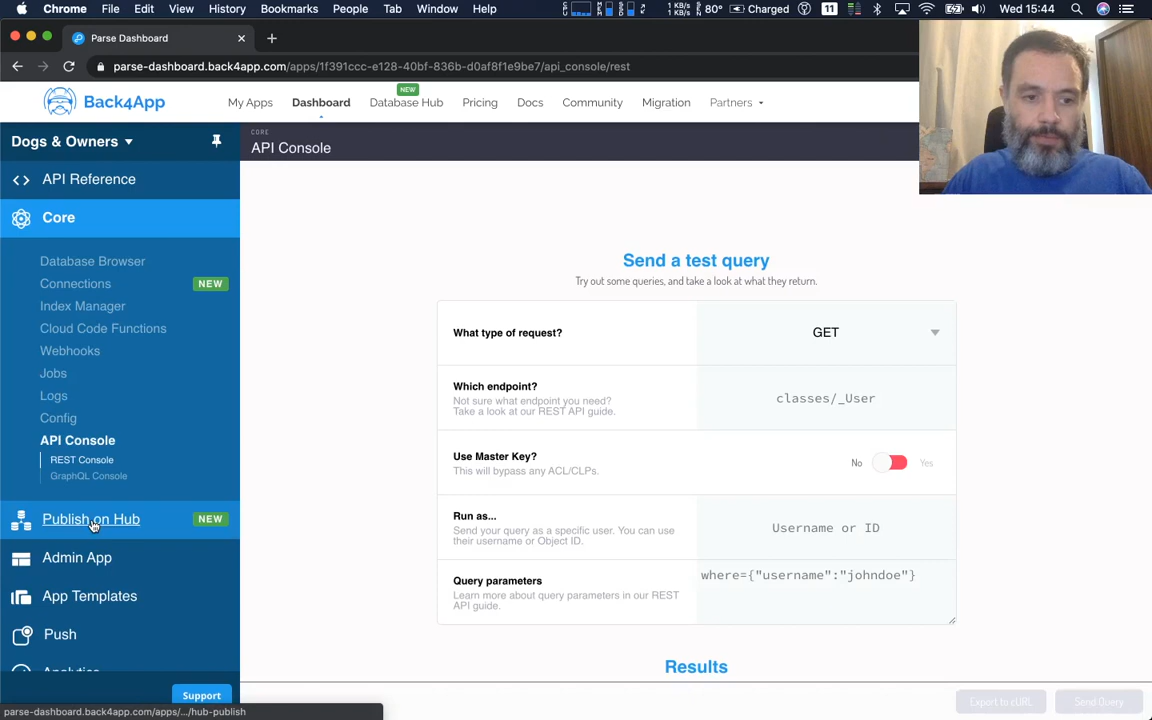 Chrome File Edit View History Bookmarks People Tab Window Help
1 KB/s
80° Charged 11 Wed 15:44
Parse Dashboard
parse-dashboard.back4app.com/apps/1f391ccc-e128-40bf-836b-d0af8f1e9be7/api_console/rest
NEW
Back4App My Apps Dashboard Database Hub Pricing Docs Community Migration Partners
Dogs & Owners
CORE
API Console
API Reference
Core
Database Browser
Connections NEW
Index Manager
Cloud Code Functions
Webhooks
Jobs
Logs
Config
API Console
REST Console
GraphQL Console
Publish on Hub NEW
Admin App
App Templates
Push
Analytics
Support
parse-dashboard.back4app.com/apps/.../hub-publish
Send a test query
Try out some queries, and take a look at what they return.
What type of request? GET
Which endpoint?
Not sure what endpoint you need?
Take a look at our REST API guide.
classes/_User
Use Master Key?
This will bypass any ACL/CLPs.
No Yes
Run as...
Send your query as a specific user. You can use
their username or Object ID.
Username or ID
Query parameters
Learn more about query parameters in our REST
API guide.
where={"username":"johndoe"}
Results
Export to cURL Send Query